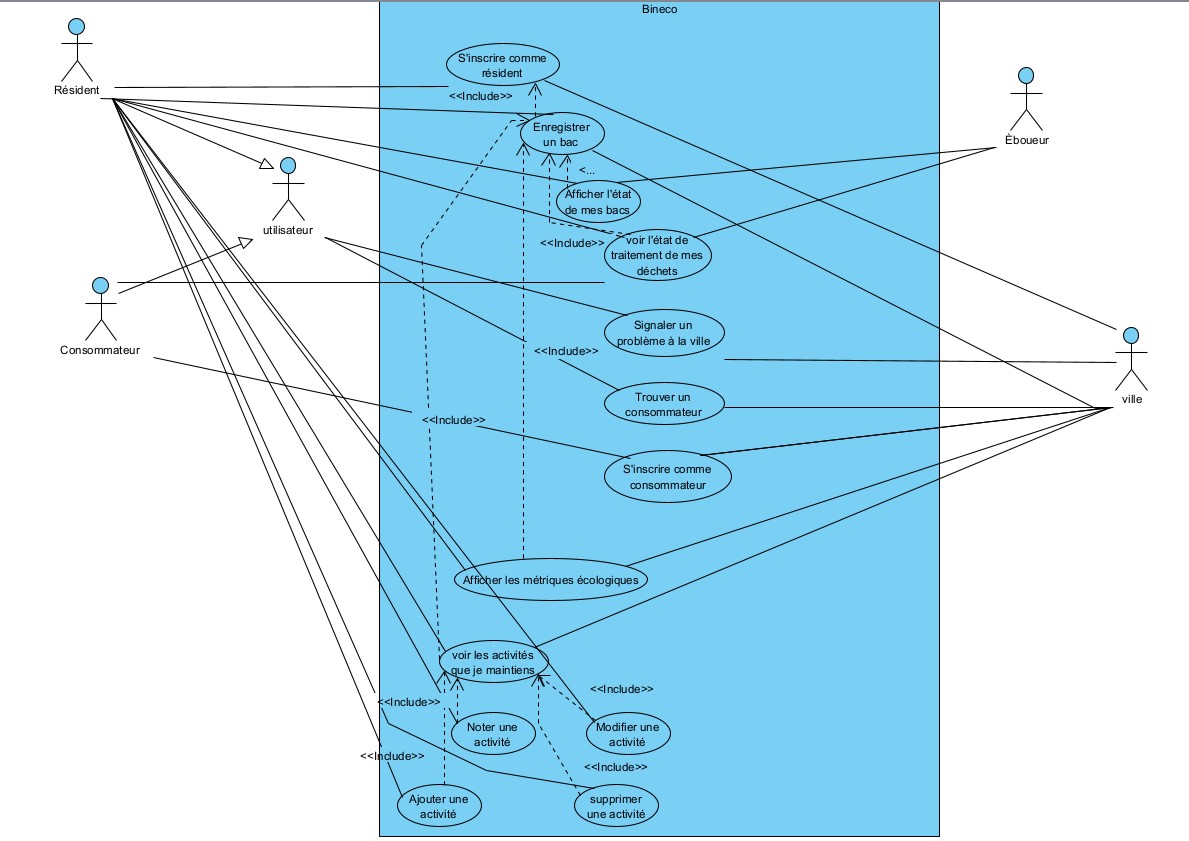 Bineco
S'inscrire comme
résident
Résident
<<Include>>
Enregistrer
un bac
Èboueur
<...
Afficher l'état
de mes bacs
utilisateur
<<Include>>
voir l'état de
traitement de mes
déchets
Signaler un
problème à la ville
Consommateur
<<Include>>
Trouver un
consommateur
ville
<<Include>>
S'inscrire comme
consommateur
Afficher les métriques écologiques
voir les activités
que je maintiens
<<Include>>
<<Include>>
Noter une
activité
Modifier une
activité
<<Include>>
<<Include>>
Ajouter une
activité
supprimer
une activité